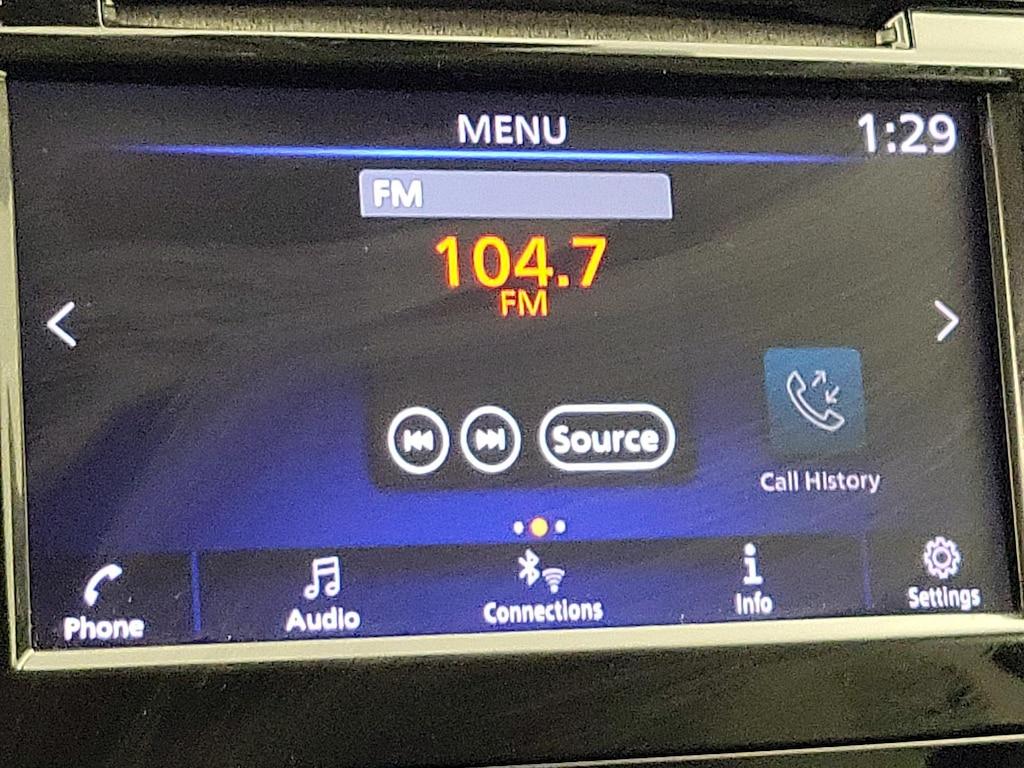 MENU
1:29
FM
104.7
FM
Source
Call History
Phone
Audio
Connections
Info
Settings